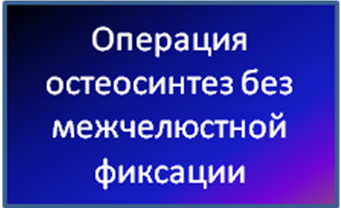 Операция
остеосинтез без
межчелюстной
фиксации